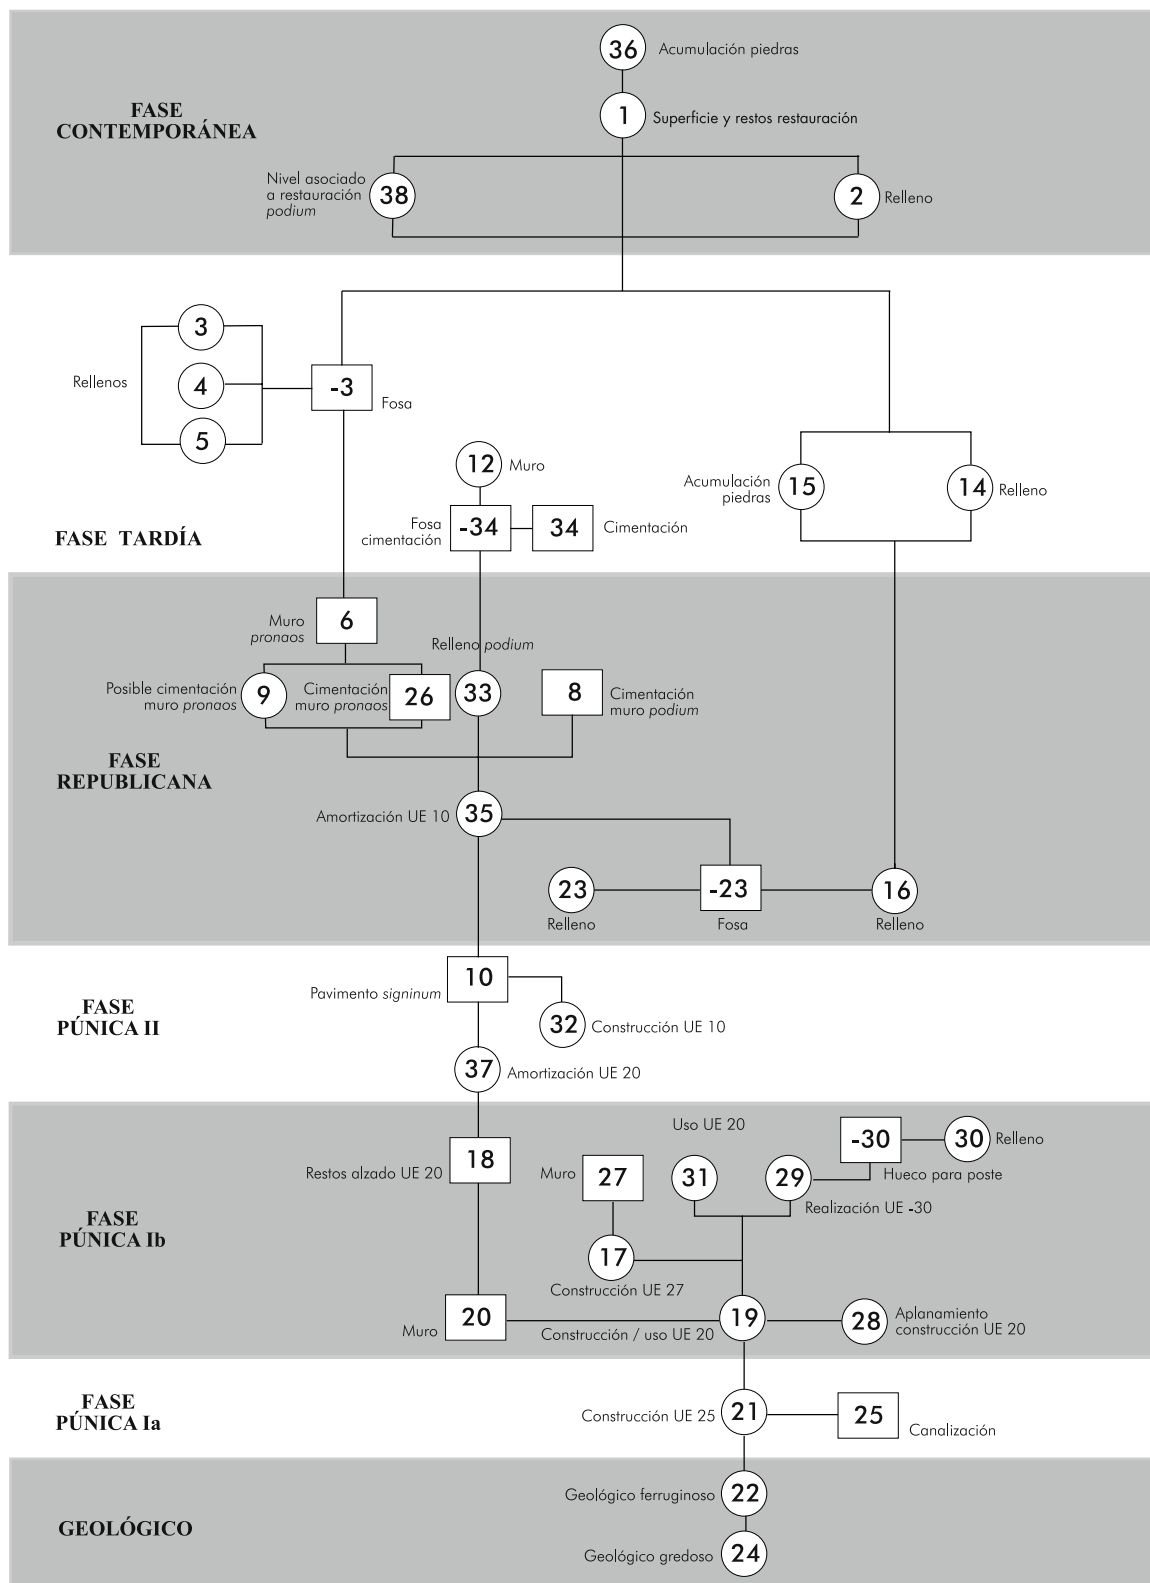 36
Acumulación piedras
FASE
CONTEMPORÁNEA
1
Superficie y restos restauración
Nivel asociado
a restauración
podium
38
2
Relleno
3
Rellenos
4
-3
Fosa
5
12
Muro
Acumulación
piedras
15
14
Relleno
Fosa
cimentación
-34
34
Cimentación
FASE TARDÍA
Muro
pronaos
6
Relleno podium
Posible cimentación
muro pronaos
9
Cimentación
muro pronaos
26
33
8
Cimentación
muro podium
FASE
REPUBLICANA
Amortización UE 10
35
23
Relleno
-23
Fosa
16
Relleno
10
Pavimento signinum
FASE
PÚNICA II
32
Construcción UE 10
37
Amortización UE 20
Uso UE 20
-30
30
Relleno
Hueco para poste
18
Restos alzado UE 20
Muro
27
31
29
Realización UE -30
FASE
PÚNICA Ib
17
Construcción UE 27
20
Muro
19
Construcción / uso UE 20
28
Aplanamiento
construcción UE 20
FASE
PÚNICA Ia
Construcción UE 25
21
25
Canalización
Geológico ferruginoso
22
GEOLÓGICO
Geológico gredoso
24